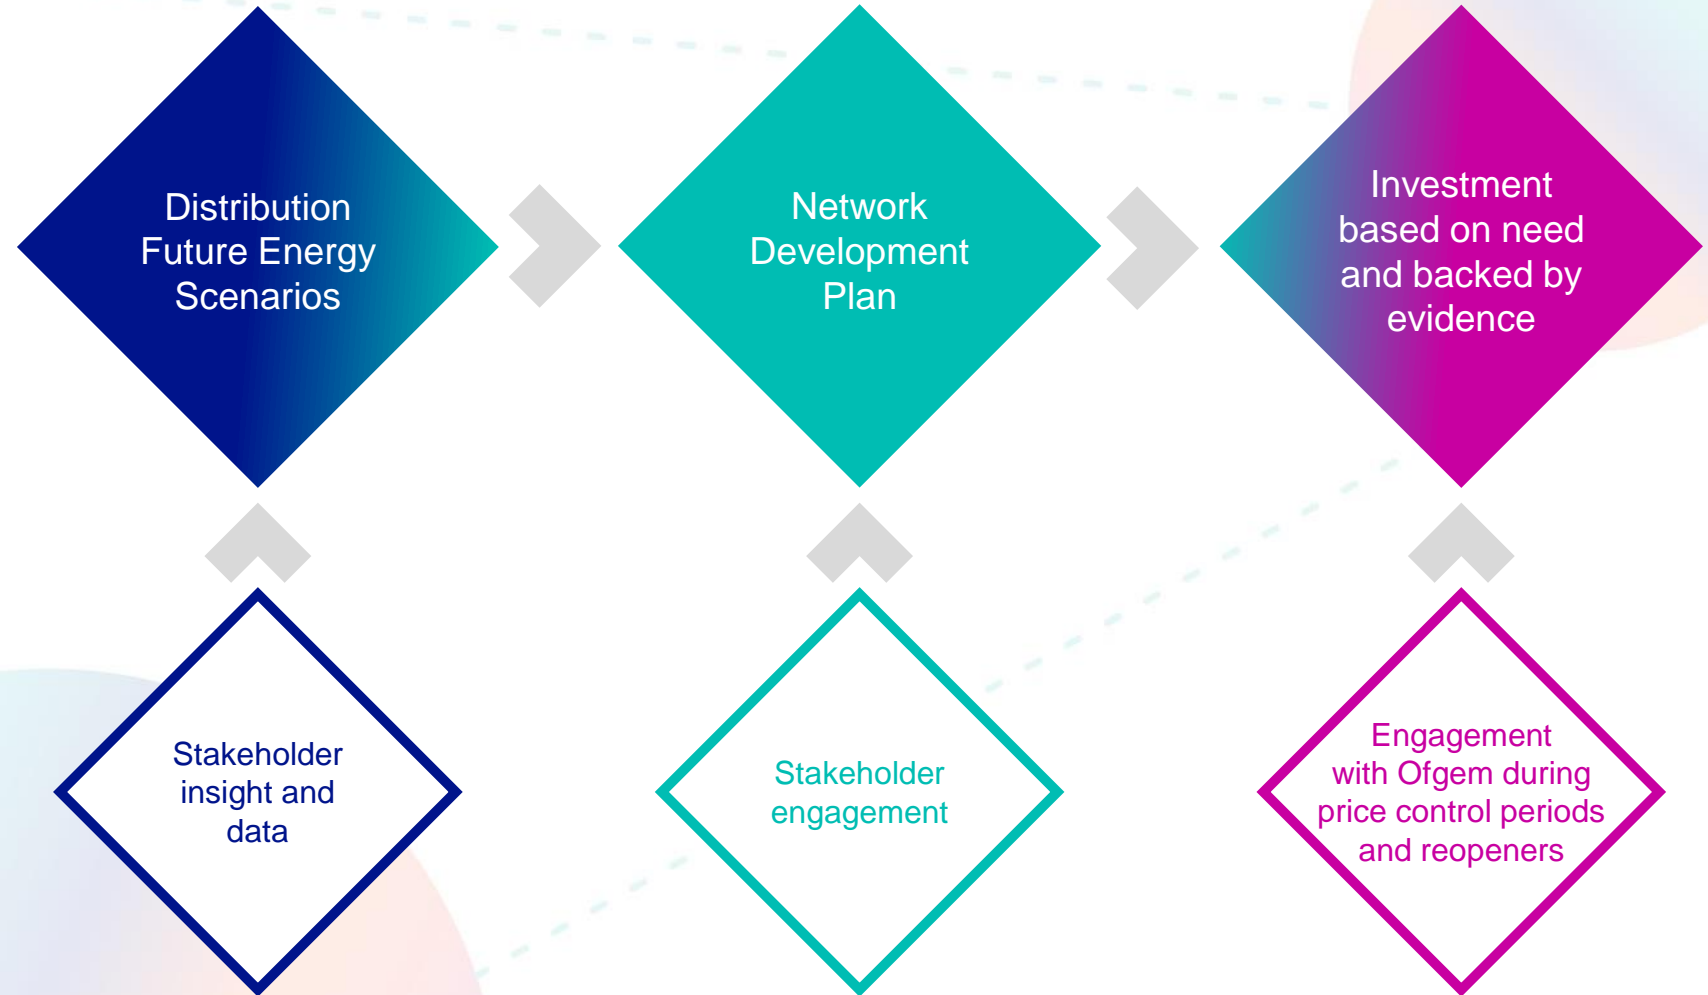 Distribution
Future Energy
Scenarios
Network
Development
Plan
Investment
based on need
and backed by
evidence
Stakeholder
insight and
data
Stakeholder
engagement
Engagement
with Ofgem during
price control periods
and reopeners